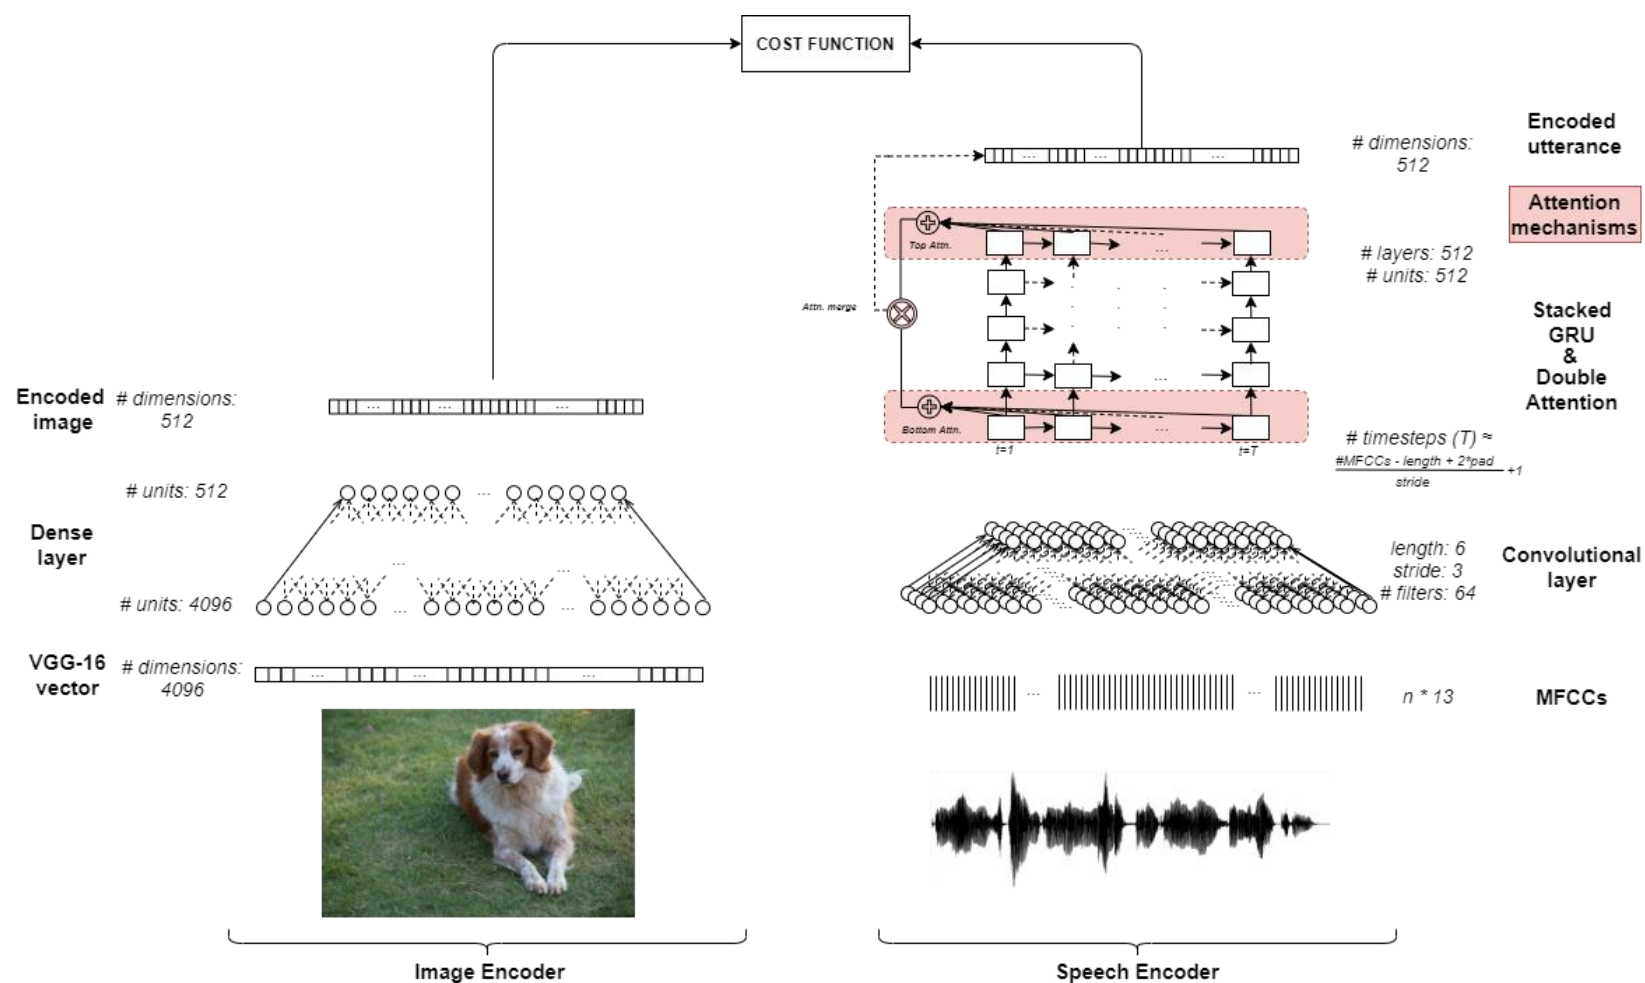 COST FUNCTION
Encoded
utterance
# dimensions:
512
Attention
mechanisms
Top Attn.
...
# layers: 512
# units: 512
Attn. merge
Stacked
GRU
&
Double
Attention
...
Bottom Attn.
...
t=1
t=T
# timesteps (T) ≈
#MFCCs - length + 2*pad
stride
+1
Encoded
image
# dimensions:
512
# units: 512
Dense
layer
# units: 4096
length: 6
stride: 3
# filters: 64
Convolutional
layer
VGG-16
vector
# dimensions:
4096
n * 13
MFCCs
Image Encoder
Speech Encoder